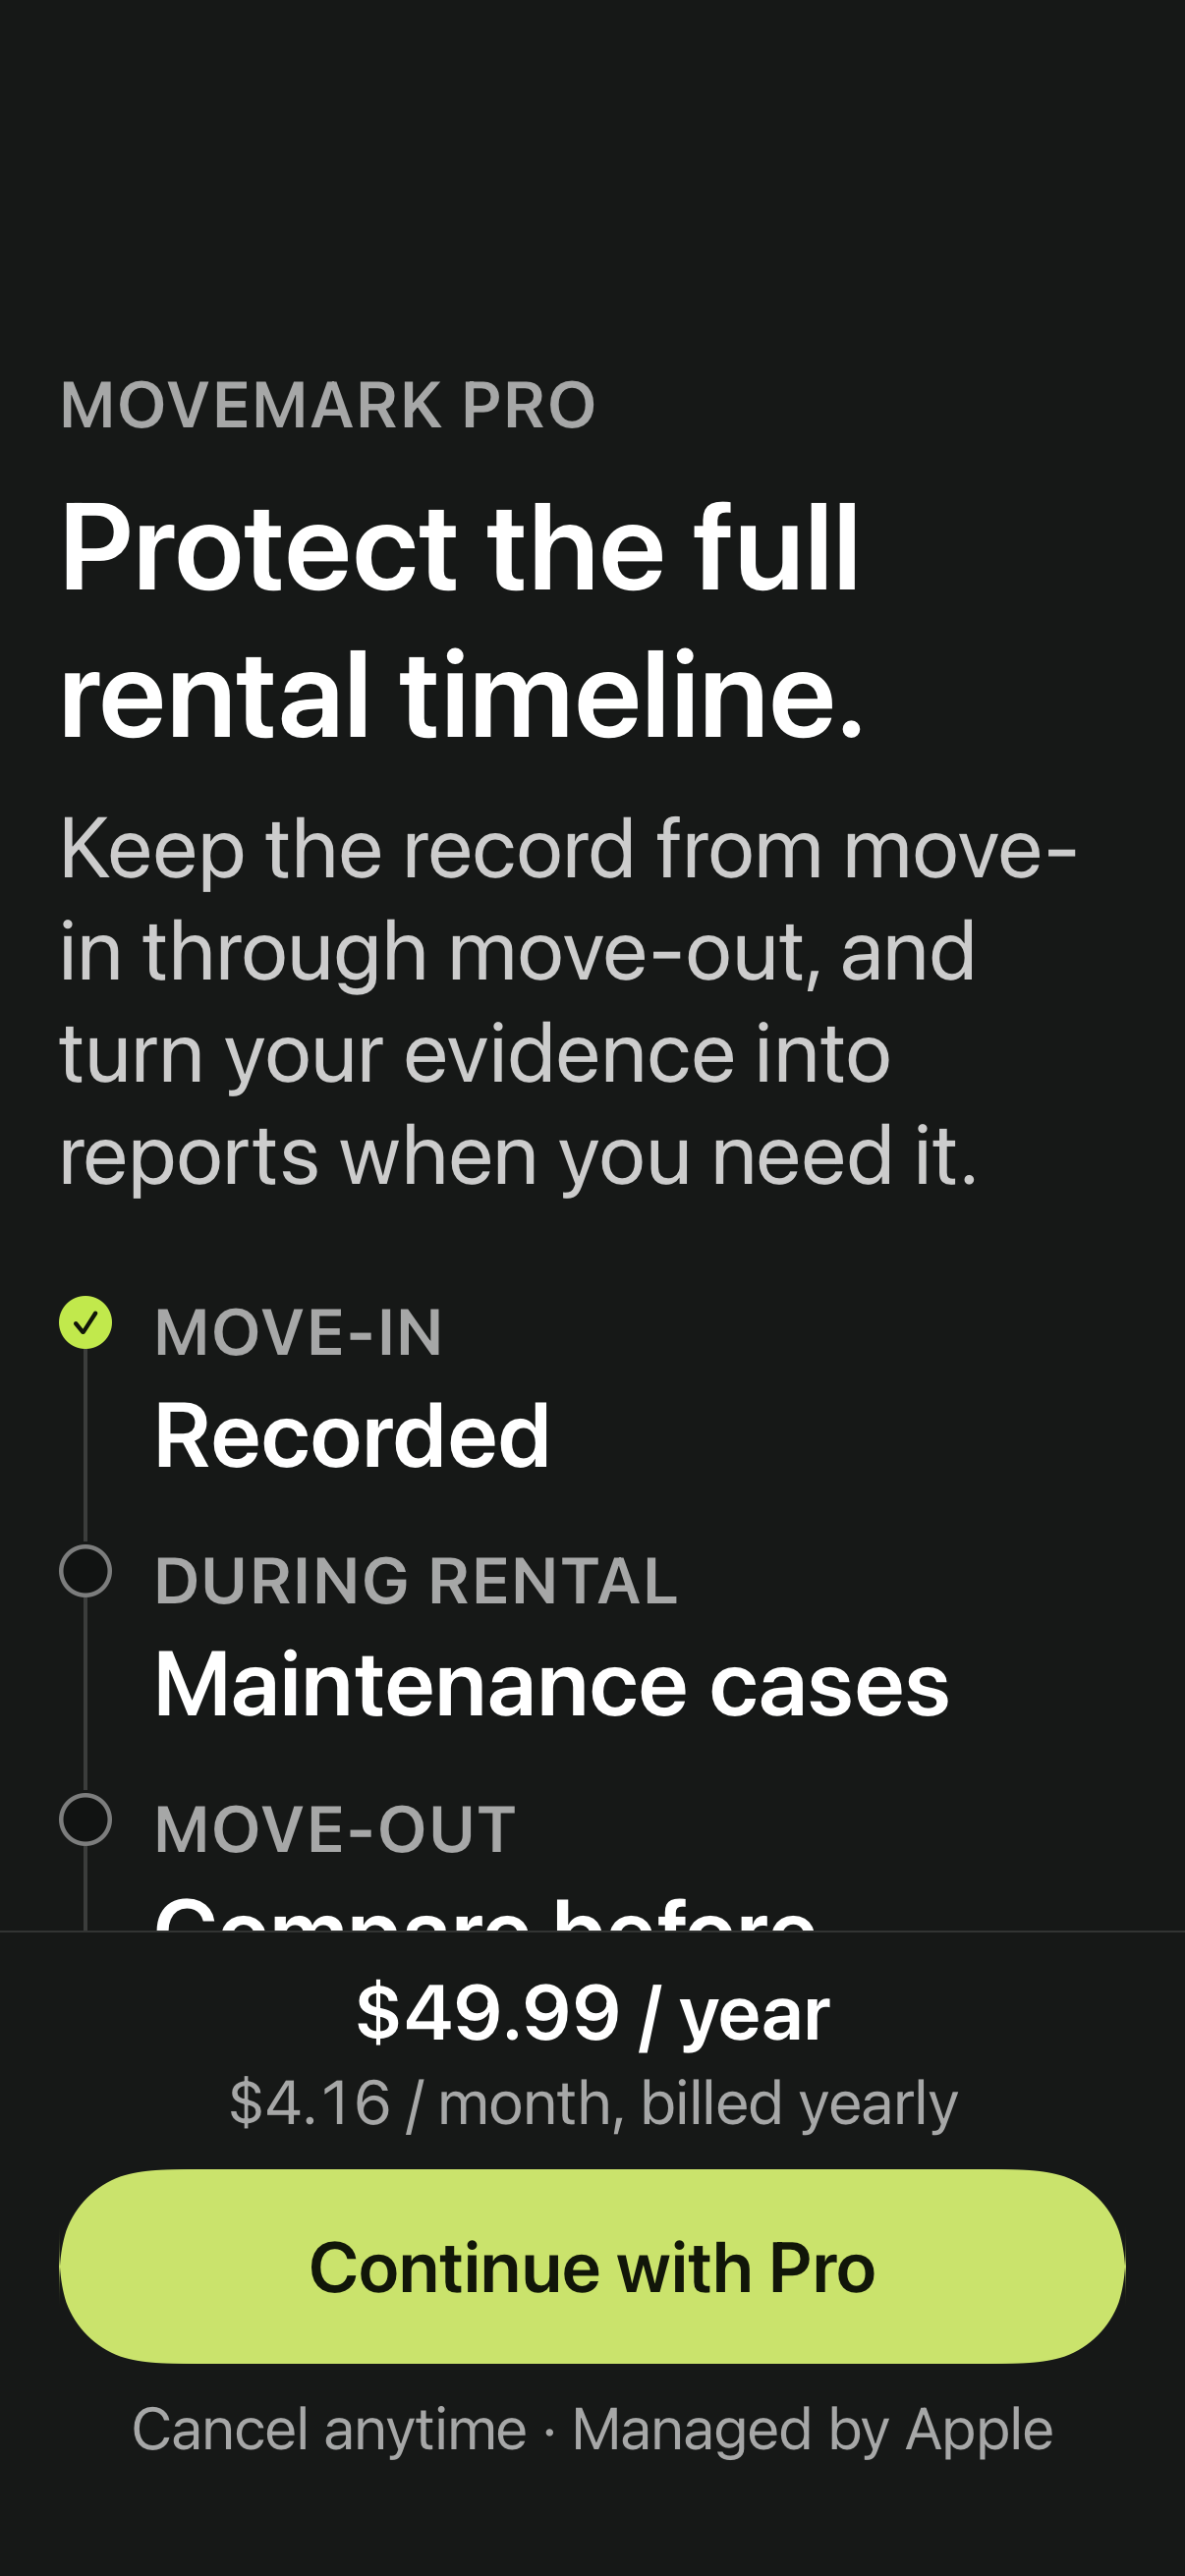 MOVEMARK PRO
Protect the full
rental timeline.
Keep the record from move-
in through move-out, and
turn your evidence into
reports when you need it.
MOVE-IN
Recorded
DURING RENTAL
Maintenance cases
MOVE-OUT
Compare before
$49.99 / year
$4.16 / month, billed yearly
Continue with Pro
Cancel anytime · Managed by Apple